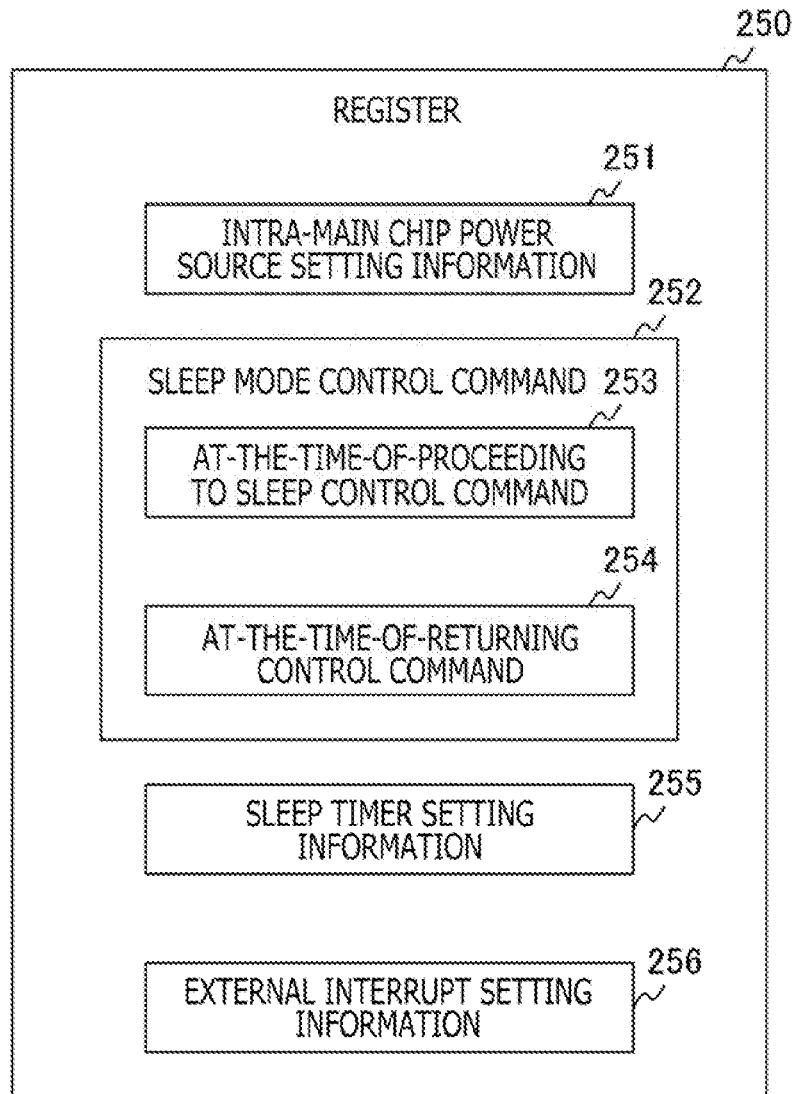 250
REGISTER
251
INTRA-MAIN CHIP POWER
SOURCE SETTING INFORMATION
252
SLEEP MODE CONTROL COMMAND
253
AT-THE-TIME-OF-PROCEEDING
TO SLEEP CONTROL COMMAND
254
AT-THE-TIME-OF-RETURNING
CONTROL COMMAND
255
SLEEP TIMER SETTING
INFORMATION
256
EXTERNAL INTERRUPT SETTING
INFORMATION